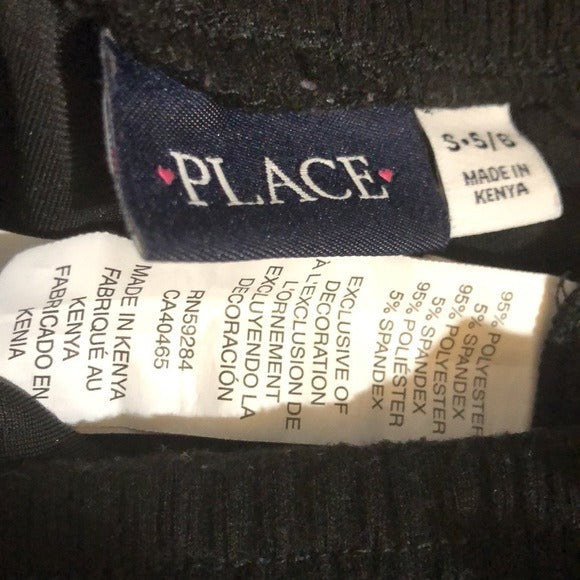 PLACE
S•5/6
MADE IN
KENYA
95% POLYESTER
5% SPANDEX
95% POLYESTER
5% SPANDEX
95% POLYESTER
5% SPANDEX
EXCLUSIVE OF
DECORATION
À L'EXCLUSION DE
L'ORNEMENT
EXCLUYENDO LA
DECORACIÓN
RN59284
CA40465
MADE IN KENYA
FABRIQUÉ AU
KENYA
FABRICADO EN
KENIA